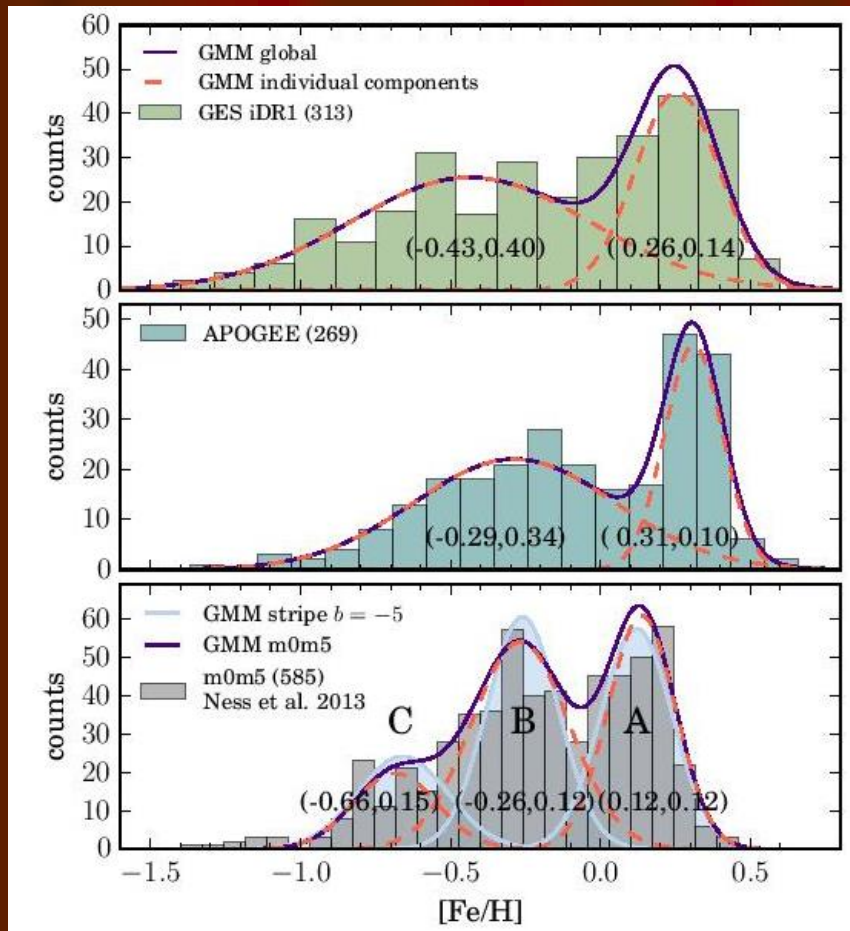 60
50
40
30
20
10
0
counts
GMM global
GMM individual components
GES iDR1 (313)
(-0.43,0.40) ( 0.26,0.14)
50
40
30
20
10
0
counts
APOGEE (269)
(-0.29,0.34) ( 0.31,0.10)
60
50
40
30
20
10
0
counts
GMM stripe b = −5
GMM m0m5
m0m5 (585)
Ness et al. 2013
C B A
(-0.66,0.15) (-0.26,0.12) (0.12,0.12)
−1.5 −1.0 −0.5 0.0 0.5
[Fe/H]